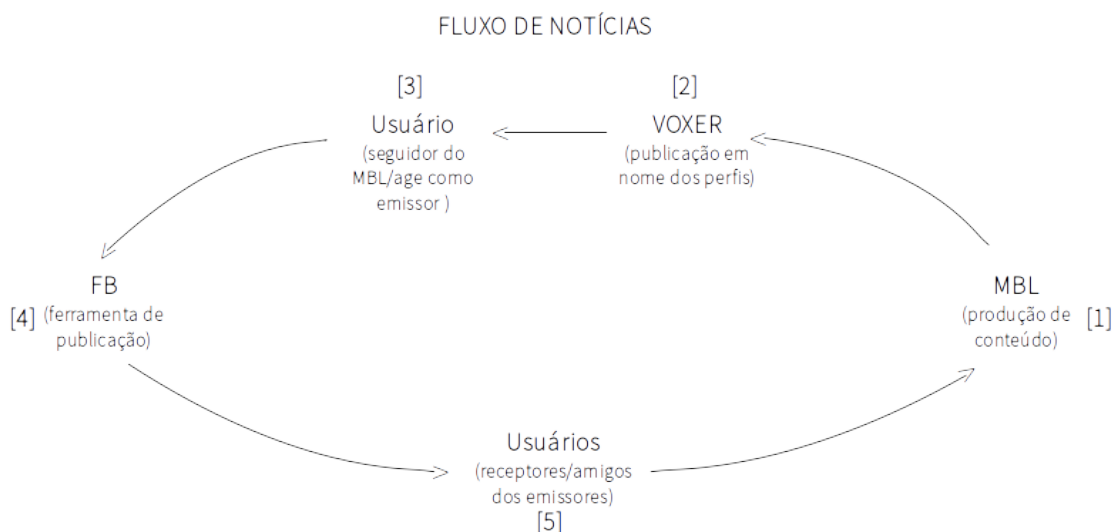 FLUXO DE NOTÍCIAS
[3]
Usuário
(seguidor do
MBL/age como
emissor )
[2]
VOXER
(publicação em
nome dos perfis)
FB
[4] (ferramenta de
publicação)
MBL
(produção de [1]
conteúdo)
Usuários
(receptores/amigos
dos emissores)
[5]